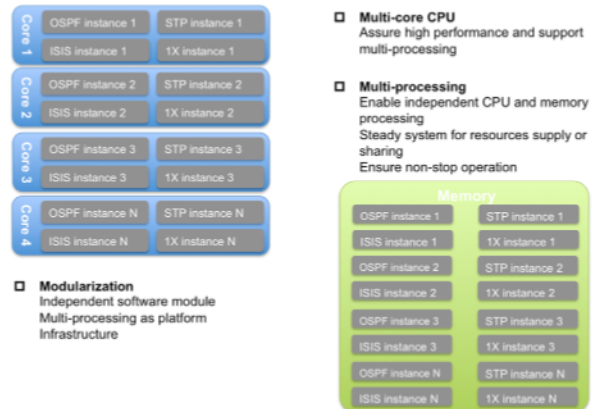 Core 1
OSPF instance 1 STP instance 1
ISIS instance 1 1X instance 1
Core 2
OSPF instance 2 STP instance 2
ISIS instance 2 1X instance 2
Core 3
OSPF instance 3 STP instance 3
ISIS instance 3 1X instance 3
Core 4
OSPF instance N STP instance N
ISIS instance N 1X instance N
Modularization
Independent software module
Multi-processing as platform
Infrastructure
Multi-core CPU
Assure high performance and support
multi-processing
Multi-processing
Enable independent CPU and memory
processing
Steady system for resources supply or
sharing
Ensure non-stop operation
Memory
OSPF instance 1 STP instance 1
ISIS instance 1 1X instance 1
OSPF instance 2 STP instance 2
ISIS instance 2 1X instance 2
OSPF instance 3 STP instance 3
ISIS instance 3 1X instance 3
OSPF instance N STP instance N
ISIS instance N 1X instance N